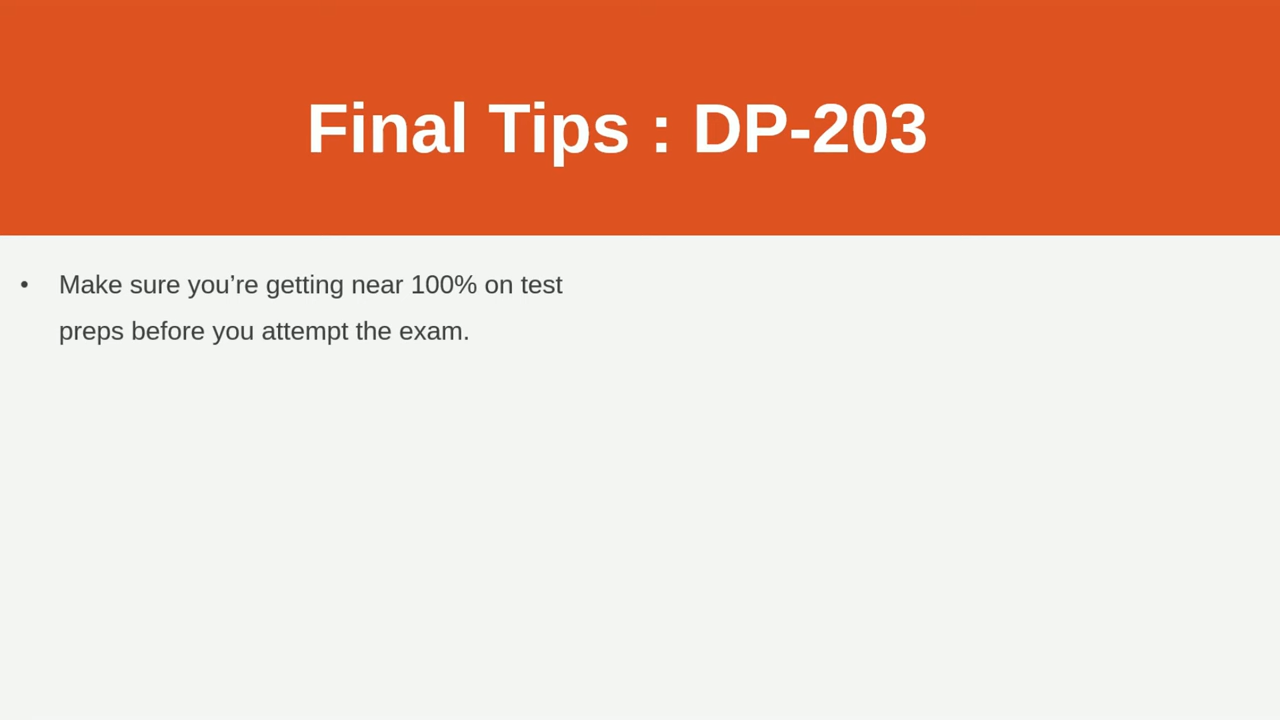 Final Tips : DP-203
• Make sure you’re getting near 100% on test
preps before you attempt the exam.